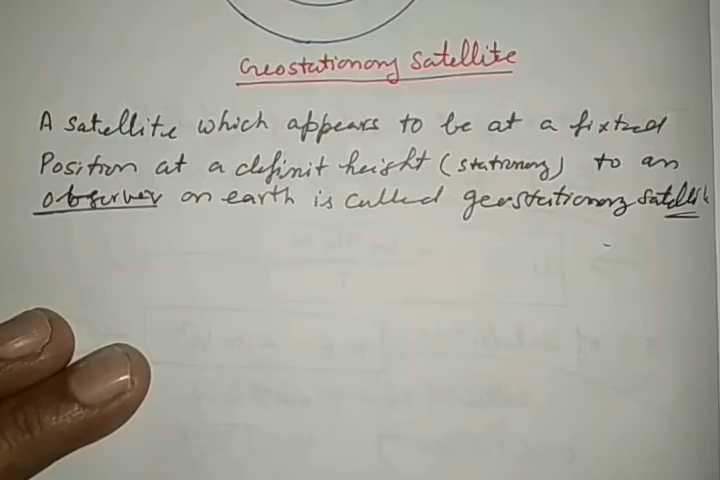 Geostationary Satellite
A satellite which appears to be at a fixted
Position at a definit height (stationary) to an
observer on earth is called geostationary satellite